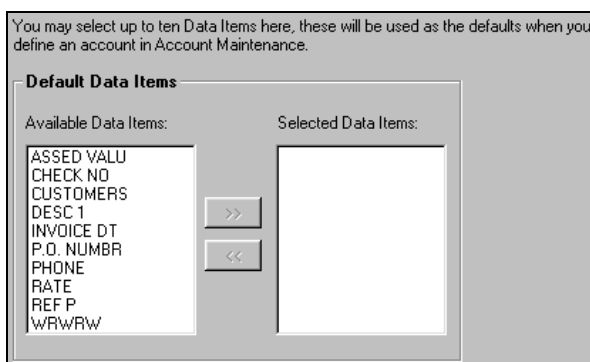 You may select up to ten Data Items here, these will be used as the defaults when you
define an account in Account Maintenance.
Default Data Items
Available Data Items:
Selected Data Items:
ASSED VALU
CHECK NO
CUSTOMERS
DESC 1
INVOICE DT
P.O. NUMBR
PHONE
RATE
REF P
WRWRW
>>
<<